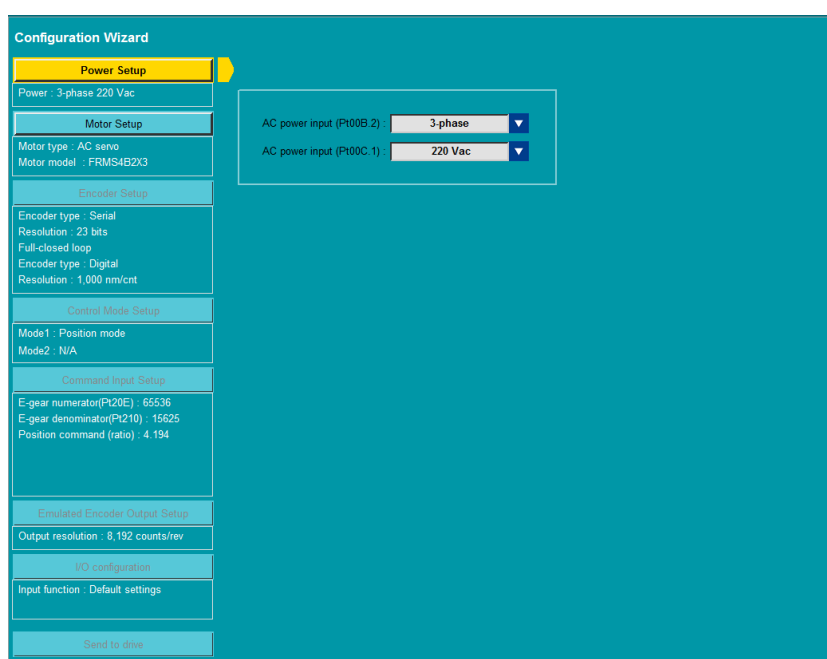 Configuration Wizard
Power Setup
Power : 3-phase 220 Vac
Motor Setup
Motor type : AC servo
Motor model : FRMS4B2X3
Encoder Setup
Encoder type : Serial
Resolution : 23 bits
Full-closed loop
Encoder type : Digital
Resolution : 1,000 nm/cnt
Control Mode Setup
Mode1 : Position mode
Mode2 : N/A
Command Input Setup
E-gear numerator(Pt20E) : 65536
E-gear denominator(Pt210) : 15625
Position command (ratio) : 4.194
Emulated Encoder Output Setup
Output resolution : 8,192 counts/rev
I/O configuration
Input function : Default settings
Send to drive
AC power input (Pt00B.2) : 3-phase
AC power input (Pt00C.1) : 220 Vac